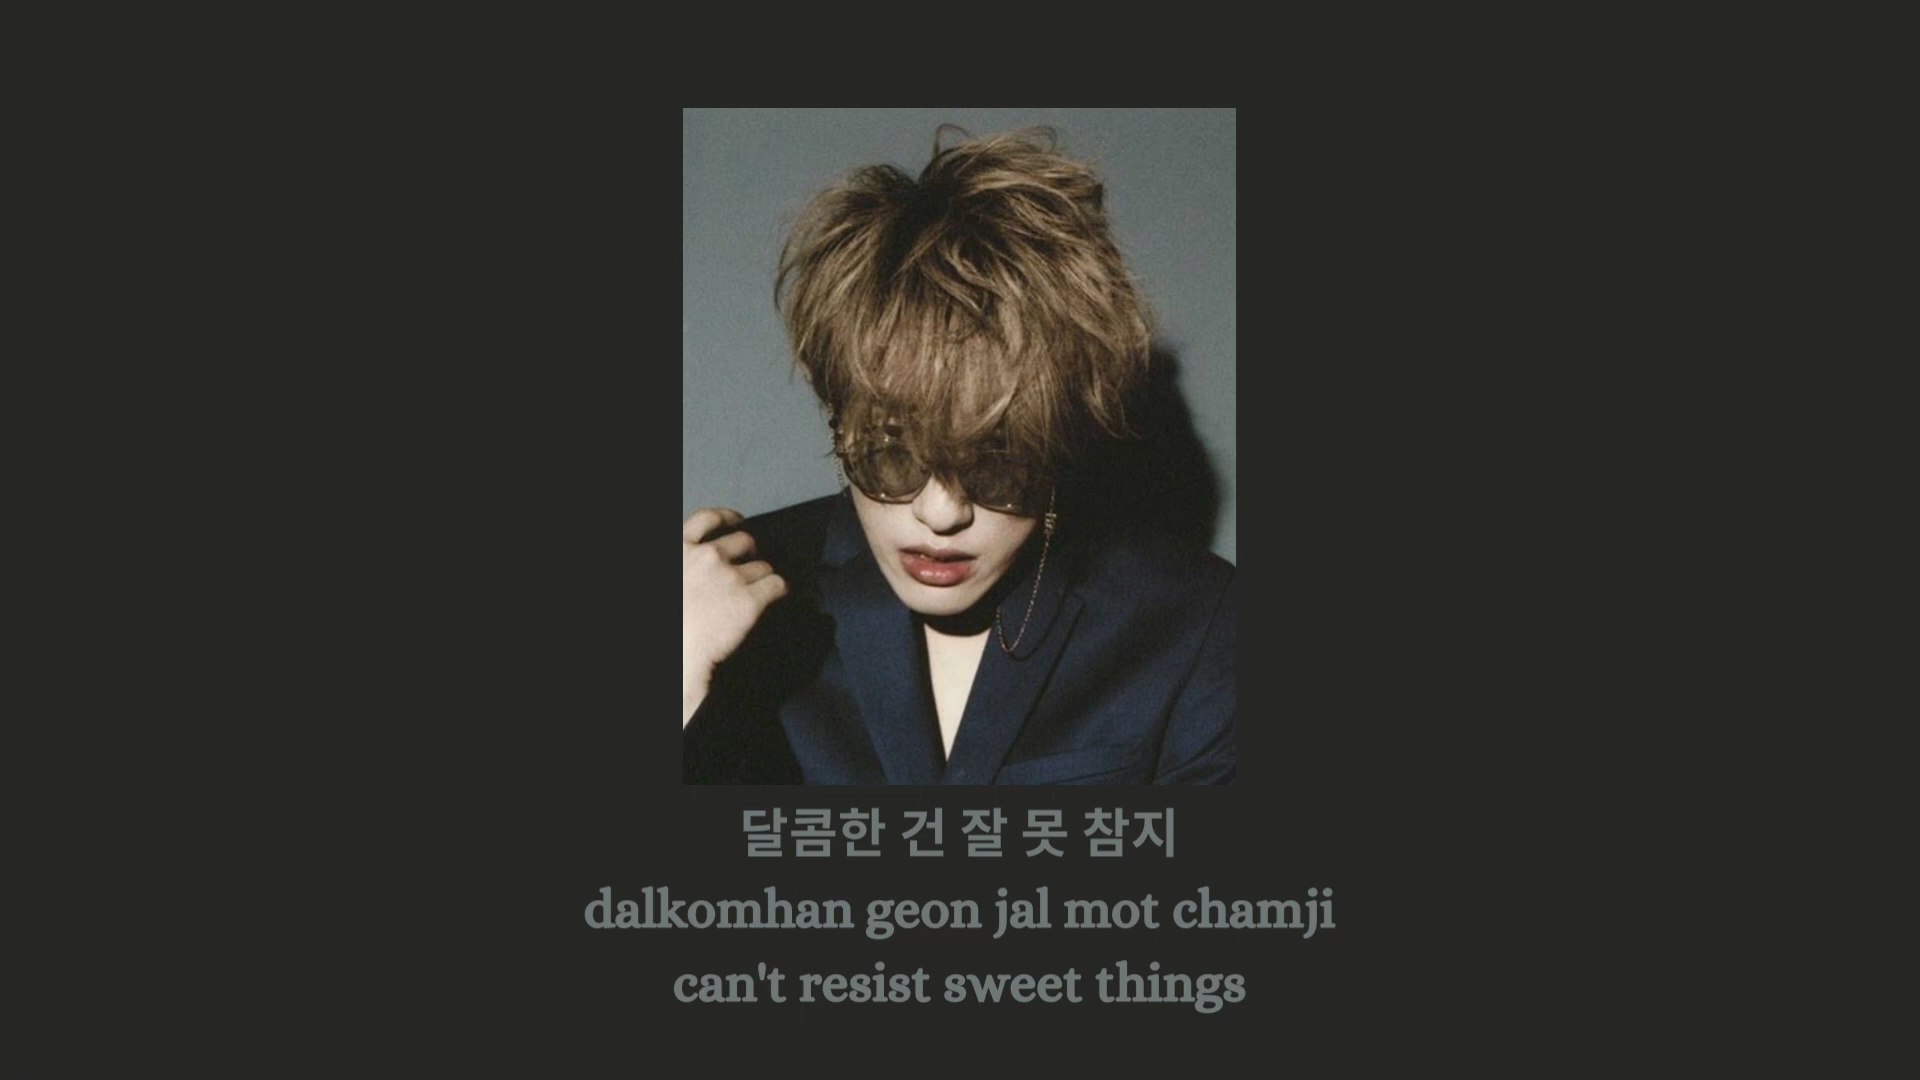 달콤한 건 잘 못 참지
dalkomhan geon jal mot chamji
can't resist sweet things